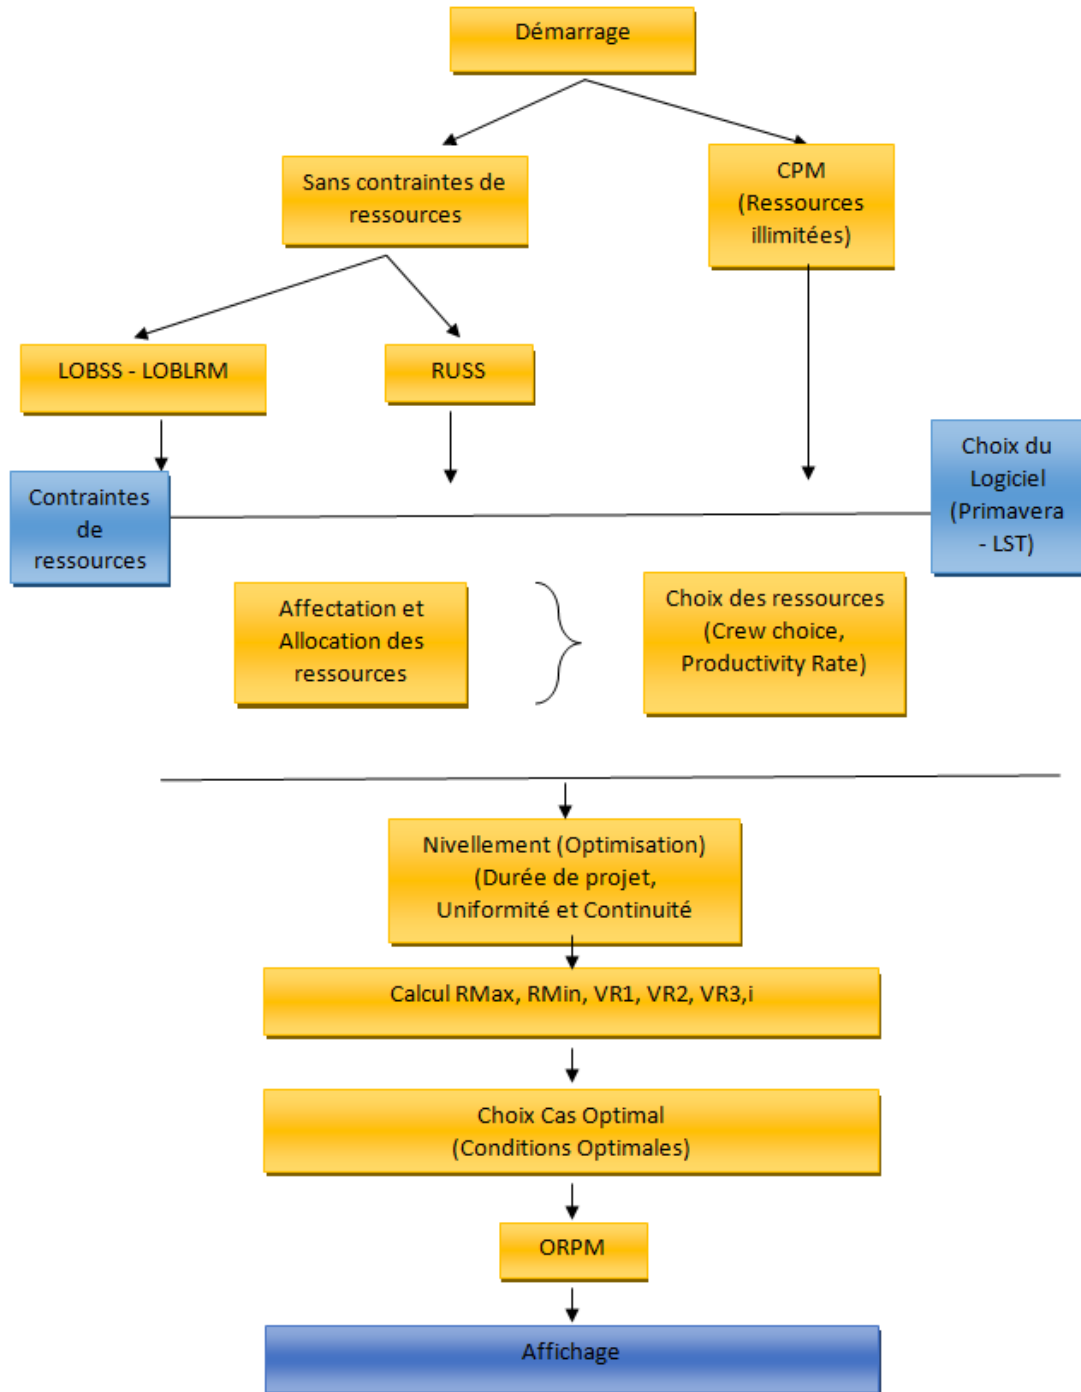 Démarrage
Sans contraintes de
ressources
CPM
(Ressources
illimitées)
LOBSS - LOBLRM
RUSS
Contraintes
de
ressources
Choix du
Logiciel
(Primavera
- LST)
Affectation et
Allocation des
ressources
Choix des ressources
(Crew choice,
Productivity Rate)
Nivellement (Optimisation)
(Durée de projet,
Uniformité et Continuité
Calcul RMax, RMin, VR1, VR2, VR3,i
Choix Cas Optimal
(Conditions Optimales)
ORPM
Affichage